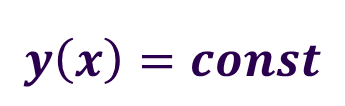 y(x) = const